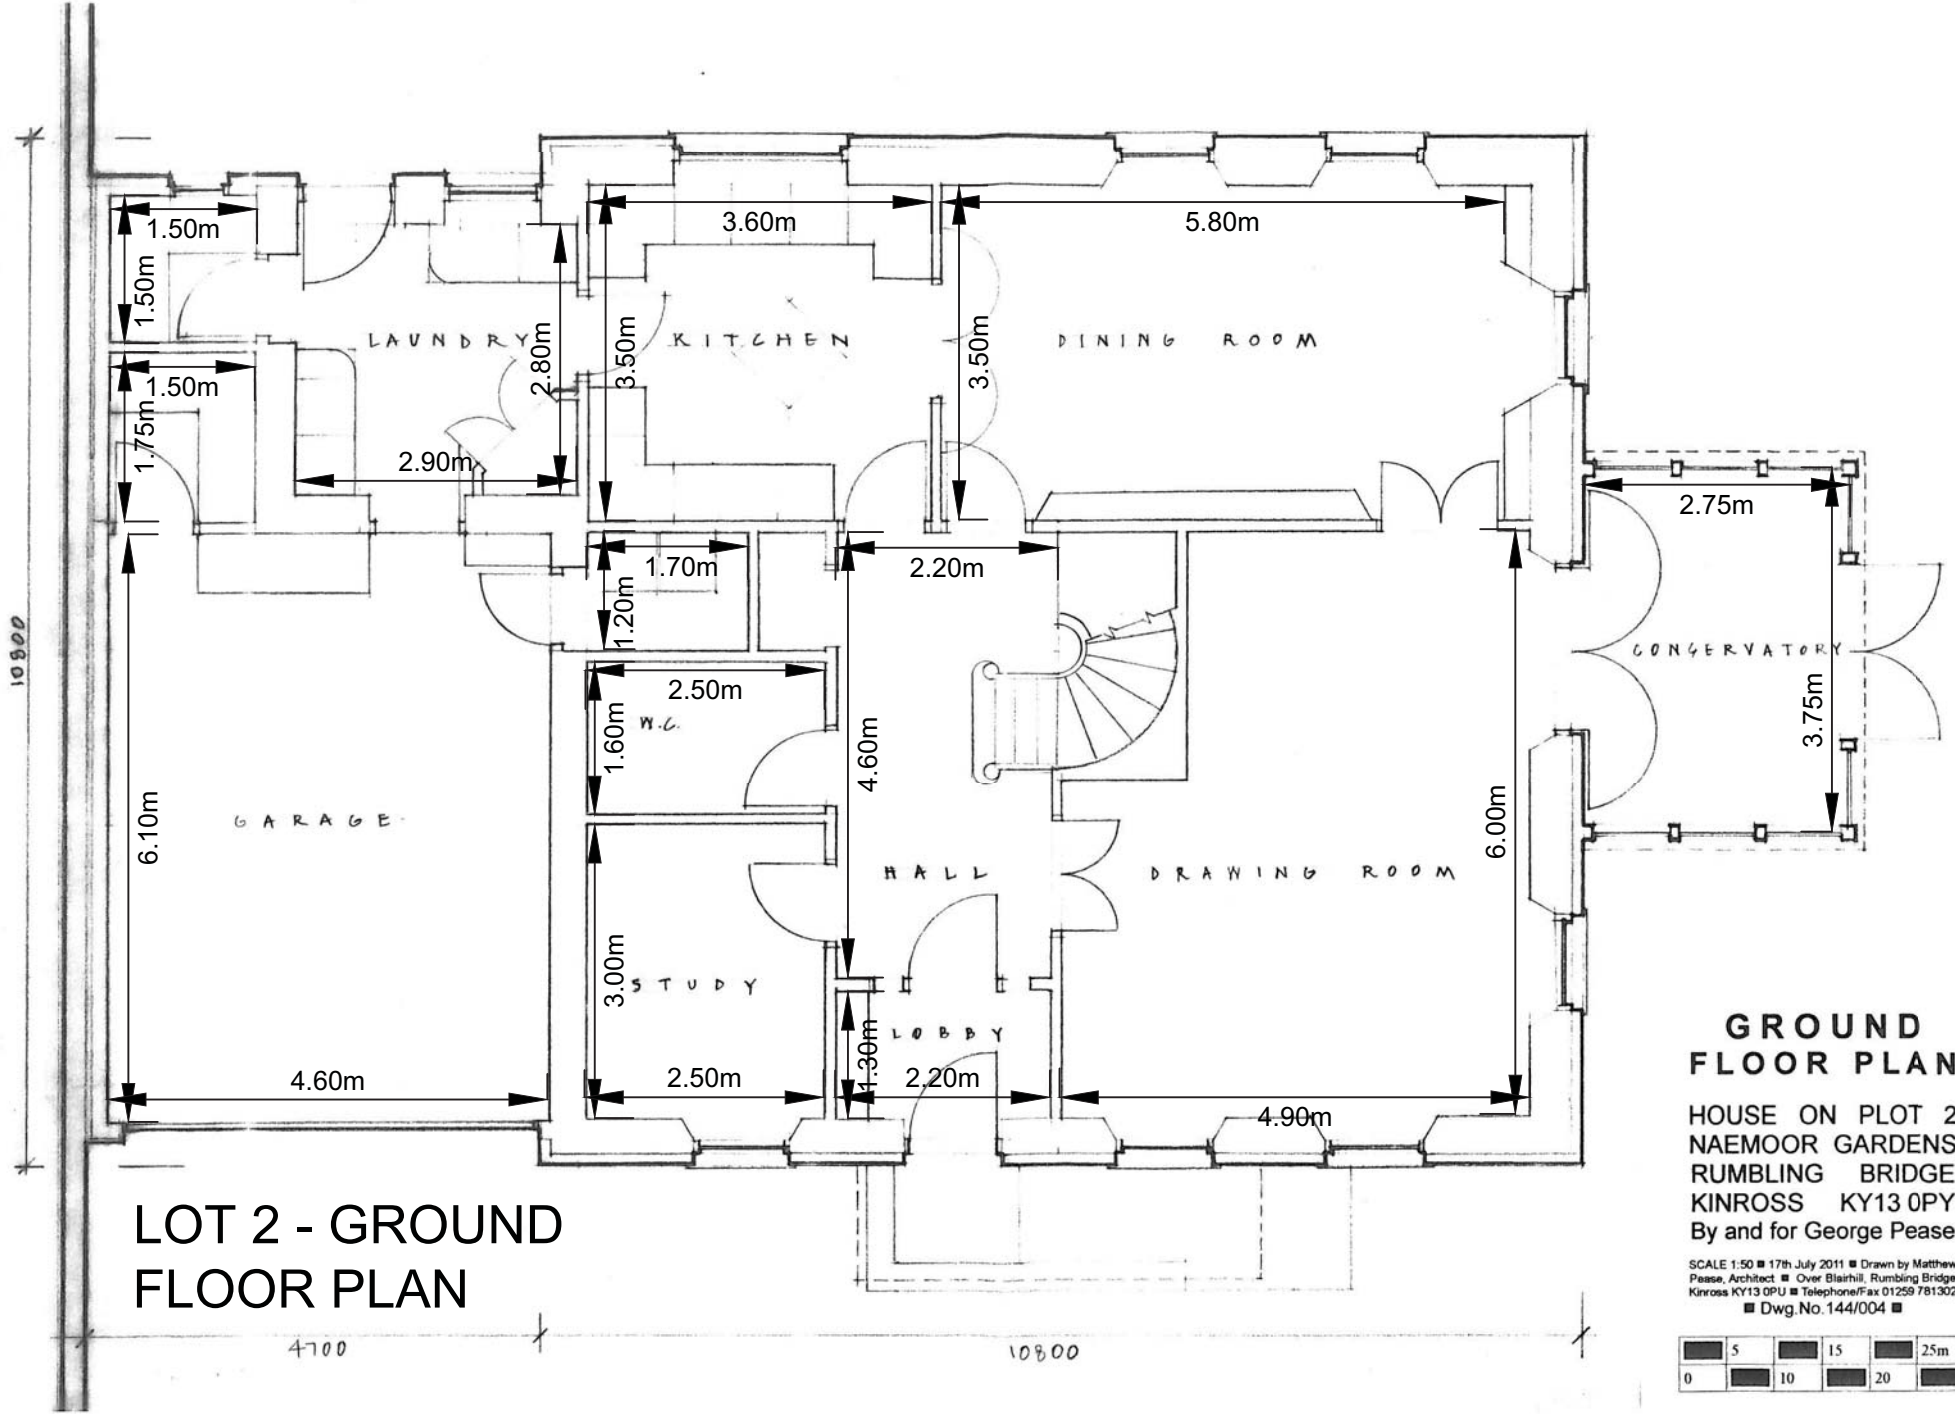 1.50m
3.60m
5.80m
1.50m
LAUNDRY
2.80m
3.50m
KITCHEN
3.50m
DINING ROOM
1.50m
1.75m
2.90m
2.75m
1.70m
2.20m
1.20m
10800
CONSERVATORY
2.50m
W.C.
1.60m
4.60m
3.75m
6.10m
GARAGE
6.00m
HALL
DRAWING ROOM
3.00m
STUDY
LOBBY
1.30m
4.60m
2.50m
2.20m
4.90m
GROUND
FLOOR PLAN
HOUSE ON PLOT 2
NAEMOOR GARDENS
RUMBLING BRIDGE
KINROSS KY13 0PY
By and for George Pease
SCALE 1:50 ■ 17th July 2011 ■ Drawn by Matthew
Pease, Architect ■ Over Blairhill, Rumbling Bridge
Kinross KY13 0PU ■ Telephone/Fax 01259 781302
■ Dwg.No.144/004 ■
LOT 2 - GROUND
FLOOR PLAN
4700
10800
5 15 25m
0 10 20